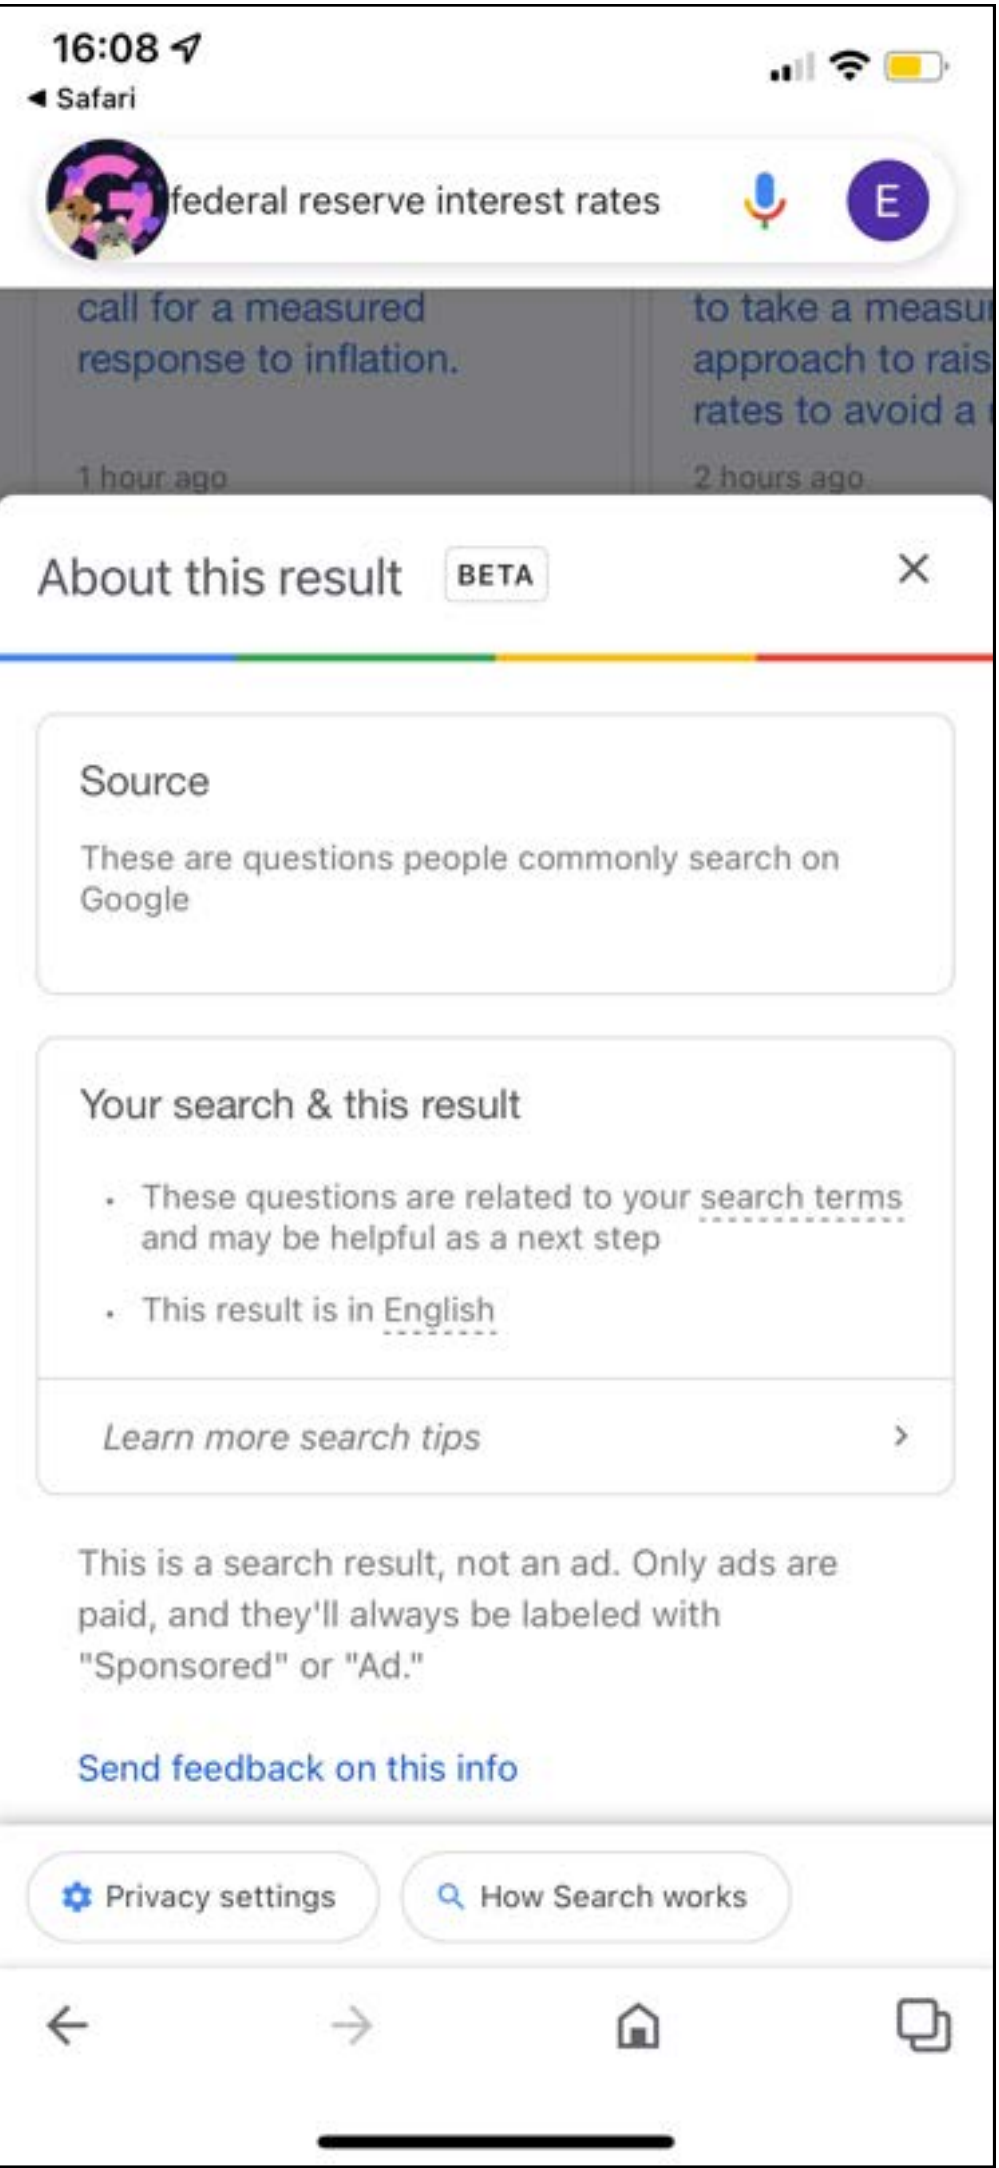 16:08
Safari
federal reserve interest rates
E
call for a measured
response to inflation.
1 hour ago
to take a measu
approach to rais
rates to avoid a
2 hours ago
About this result BETA
Source
These are questions people commonly search on
Google
Your search & this result
• These questions are related to your search terms
and may be helpful as a next step
• This result is in English
Learn more search tips
This is a search result, not an ad. Only ads are
paid, and they'll always be labeled with
"Sponsored" or "Ad."
Send feedback on this info
Privacy settings
How Search works